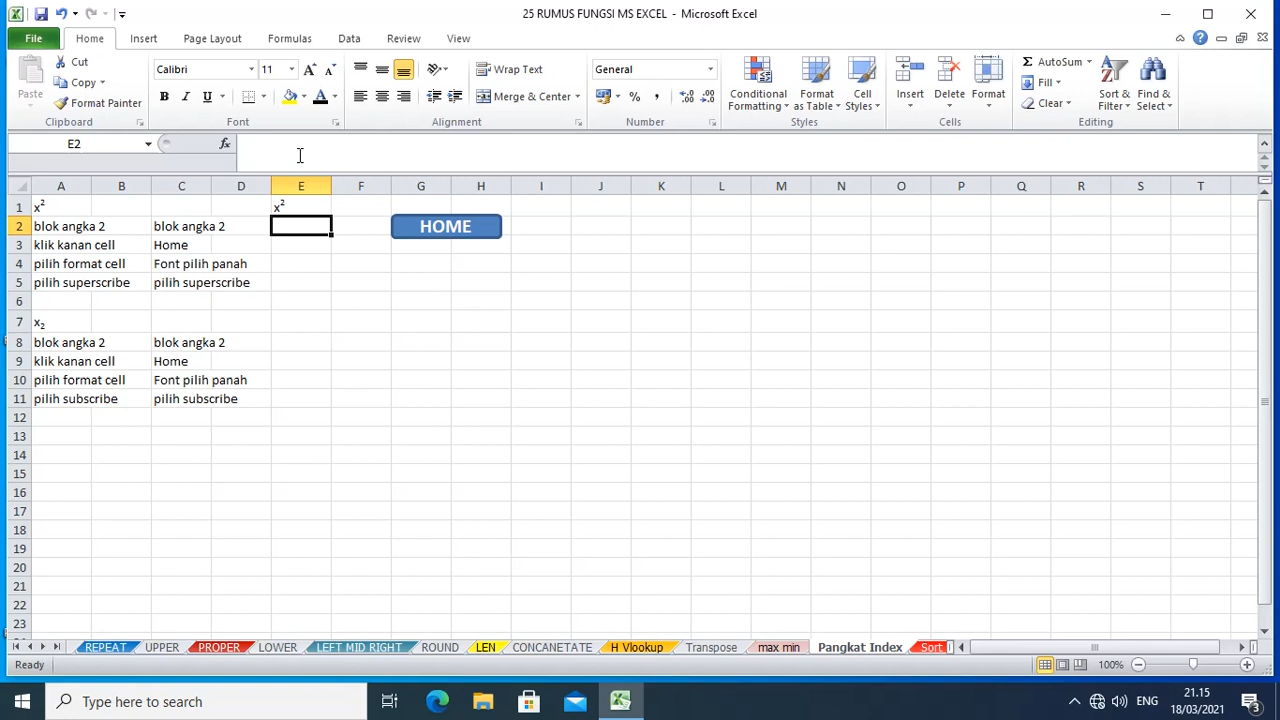 25 RUMUS FUNGSI MS EXCEL - Microsoft Excel
File Home Insert Page Layout Formulas Data Review View
Paste Cut Copy Format Painter Clipboard
Calibri 11 B I U Font
Wrap Text Merge & Center Alignment
General % , Number
Conditional Formatting Format as Table Cell Styles Styles
Insert Delete Format Cells
AutoSum Fill Clear Sort & Filter Find & Select Editing
E2 fx
A B C D E F G H I J K L M N O P Q R S T
1 x² x²
2 blok angka 2 blok angka 2 HOME
3 klik kanan cell Home
4 pilih format cell Font pilih panah
5 pilih superscribe pilih superscribe
6
7 x₂
8 blok angka 2 blok angka 2
9 klik kanan cell Home
10 pilih format cell Font pilih panah
11 pilih subscribe pilih subscribe
12
13
14
15
16
17
18
19
20
21
22
23
REPEAT UPPER PROPER LOWER LEFT MID RIGHT ROUND LEN CONCANETATE H Vlookup Transpose max min Pangkat Index Sort
Ready 100%
Type here to search ENG 21.15
18/03/2021 3